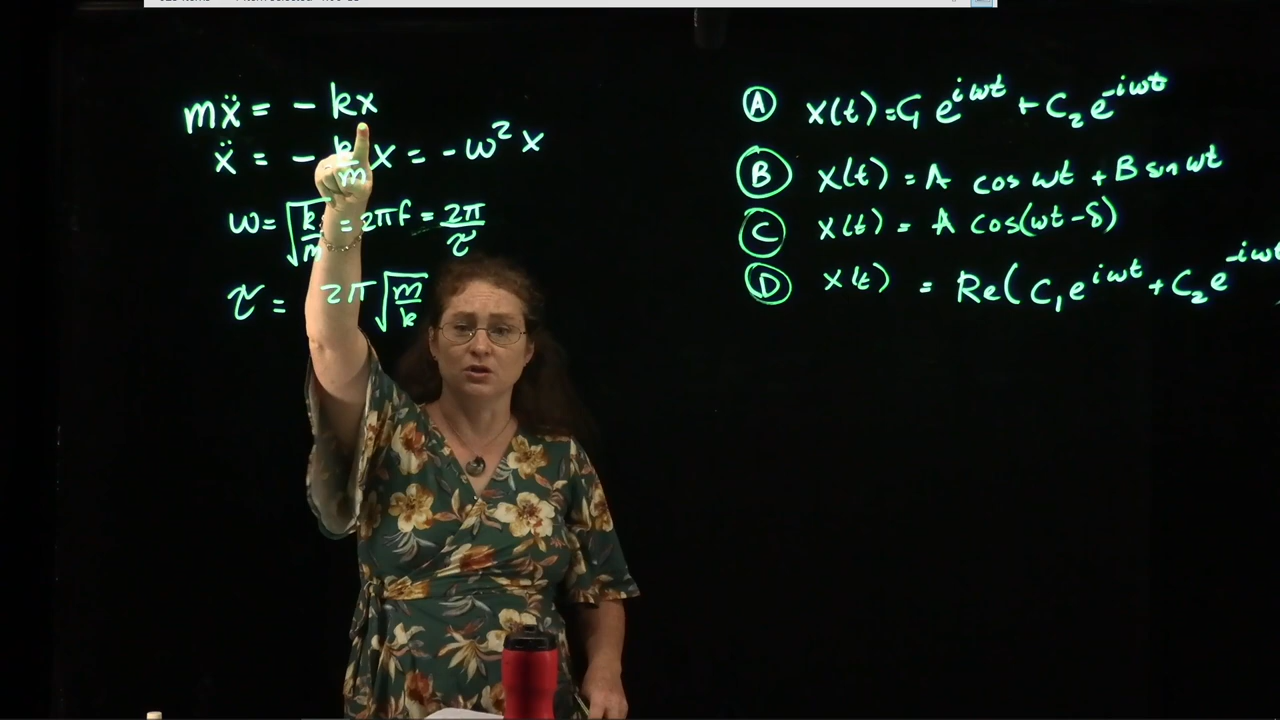 mẍ = - kx
ẍ = - k/m x = - ω² x
ω = √(k/m) = 2πf = 2π/τ
τ = 2π √(m/k)
Ⓐ x(t) = C₁ e^{iωt} + C₂ e^{-iωt}
Ⓑ x(t) = A cos ωt + B sin ωt
Ⓒ x(t) = A cos(ωt - δ)
Ⓓ x(t) = Re( C₁ e^{iωt} + C₂ e^{-iωt}